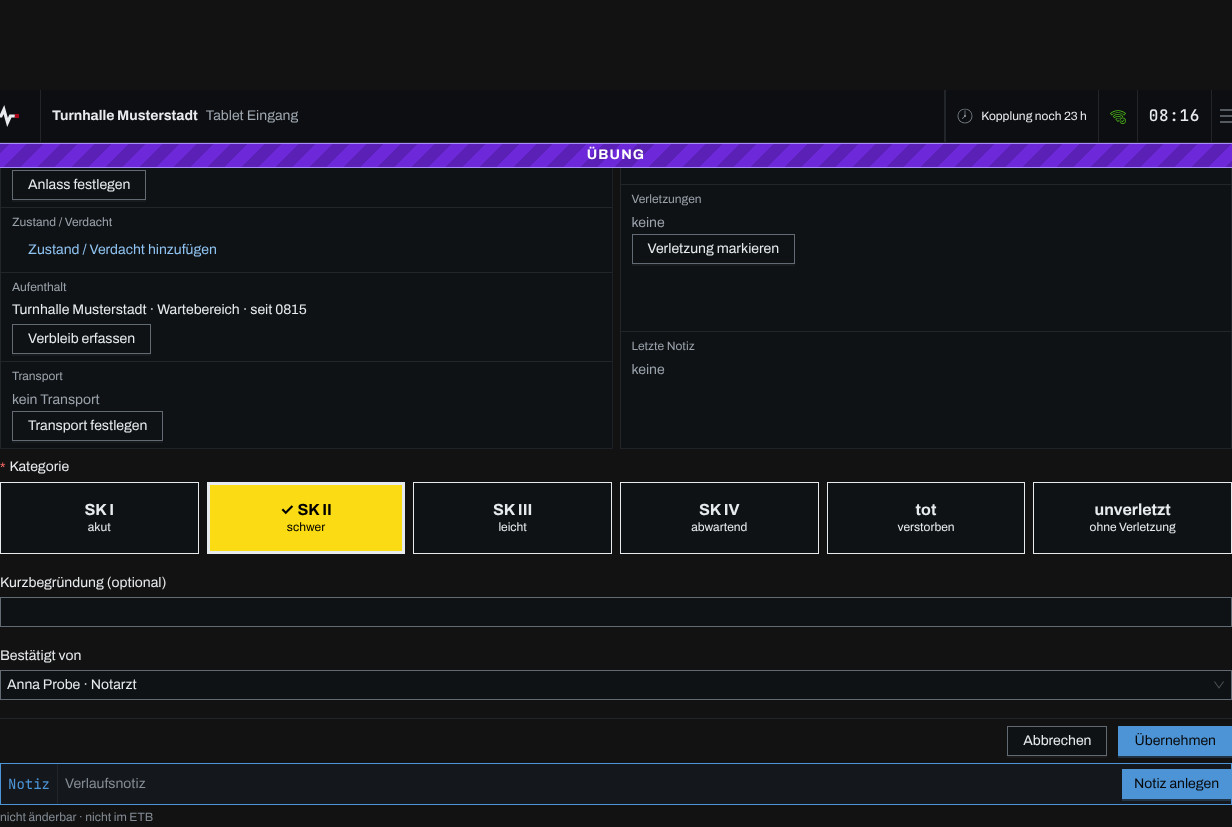 Turnhalle Musterstadt Tablet Eingang
Kopplung noch 23 h
08:16
ÜBUNG
Anlass festlegen
Zustand / Verdacht
Zustand / Verdacht hinzufügen
Aufenthalt
Turnhalle Musterstadt · Wartebereich · seit 0815
Verbleib erfassen
Transport
kein Transport
Transport festlegen
Verletzungen
keine
Verletzung markieren
Letzte Notiz
keine
* Kategorie
SK I
akut
SK II
schwer
SK III
leicht
SK IV
abwartend
tot
verstorben
unverletzt
ohne Verletzung
Kurzbegründung (optional)
Bestätigt von
Anna Probe · Notarzt
Abbrechen
Übernehmen
Notiz
Verlaufsnotiz
Notiz anlegen
nicht änderbar · nicht im ETB